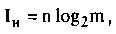 Iн = n log₂m,